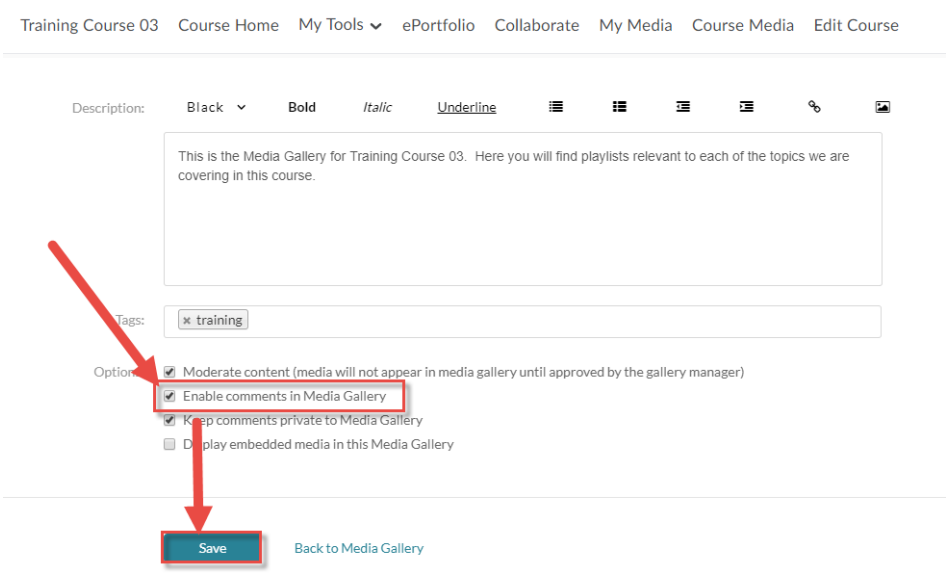 Training Course 03 Course Home My Tools ePortfolio Collaborate My Media Course Media Edit Course
Description: Black Bold Italic Underline
This is the Media Gallery for Training Course 03. Here you will find playlists relevant to each of the topics we are
covering in this course.
Tags: × training
Moderate content (media will not appear in media gallery until approved by the gallery manager)
Enable comments in Media Gallery
Keep comments private to Media Gallery
Display embedded media in this Media Gallery
Save Back to Media Gallery